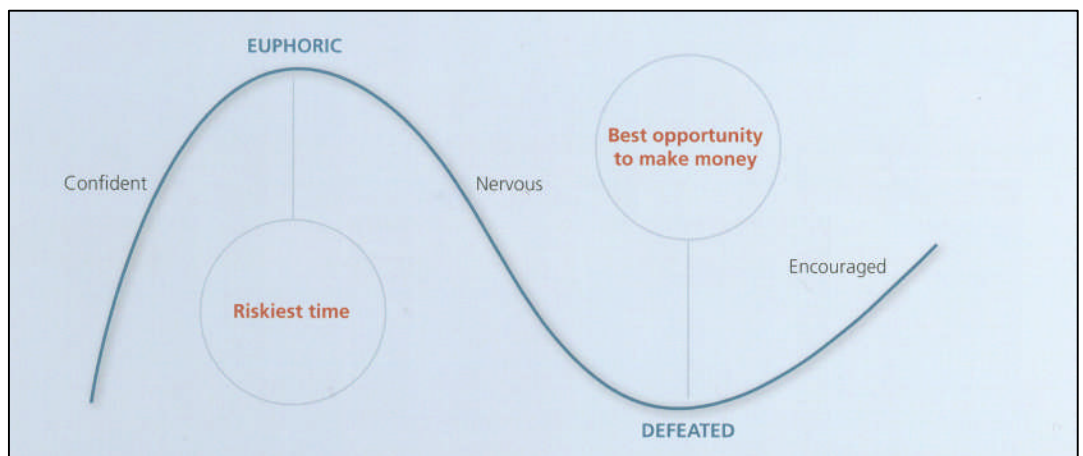 EUPHORIC
Confident
Nervous
Best opportunity
to make money
Riskiest time
Encouraged
DEFEATED